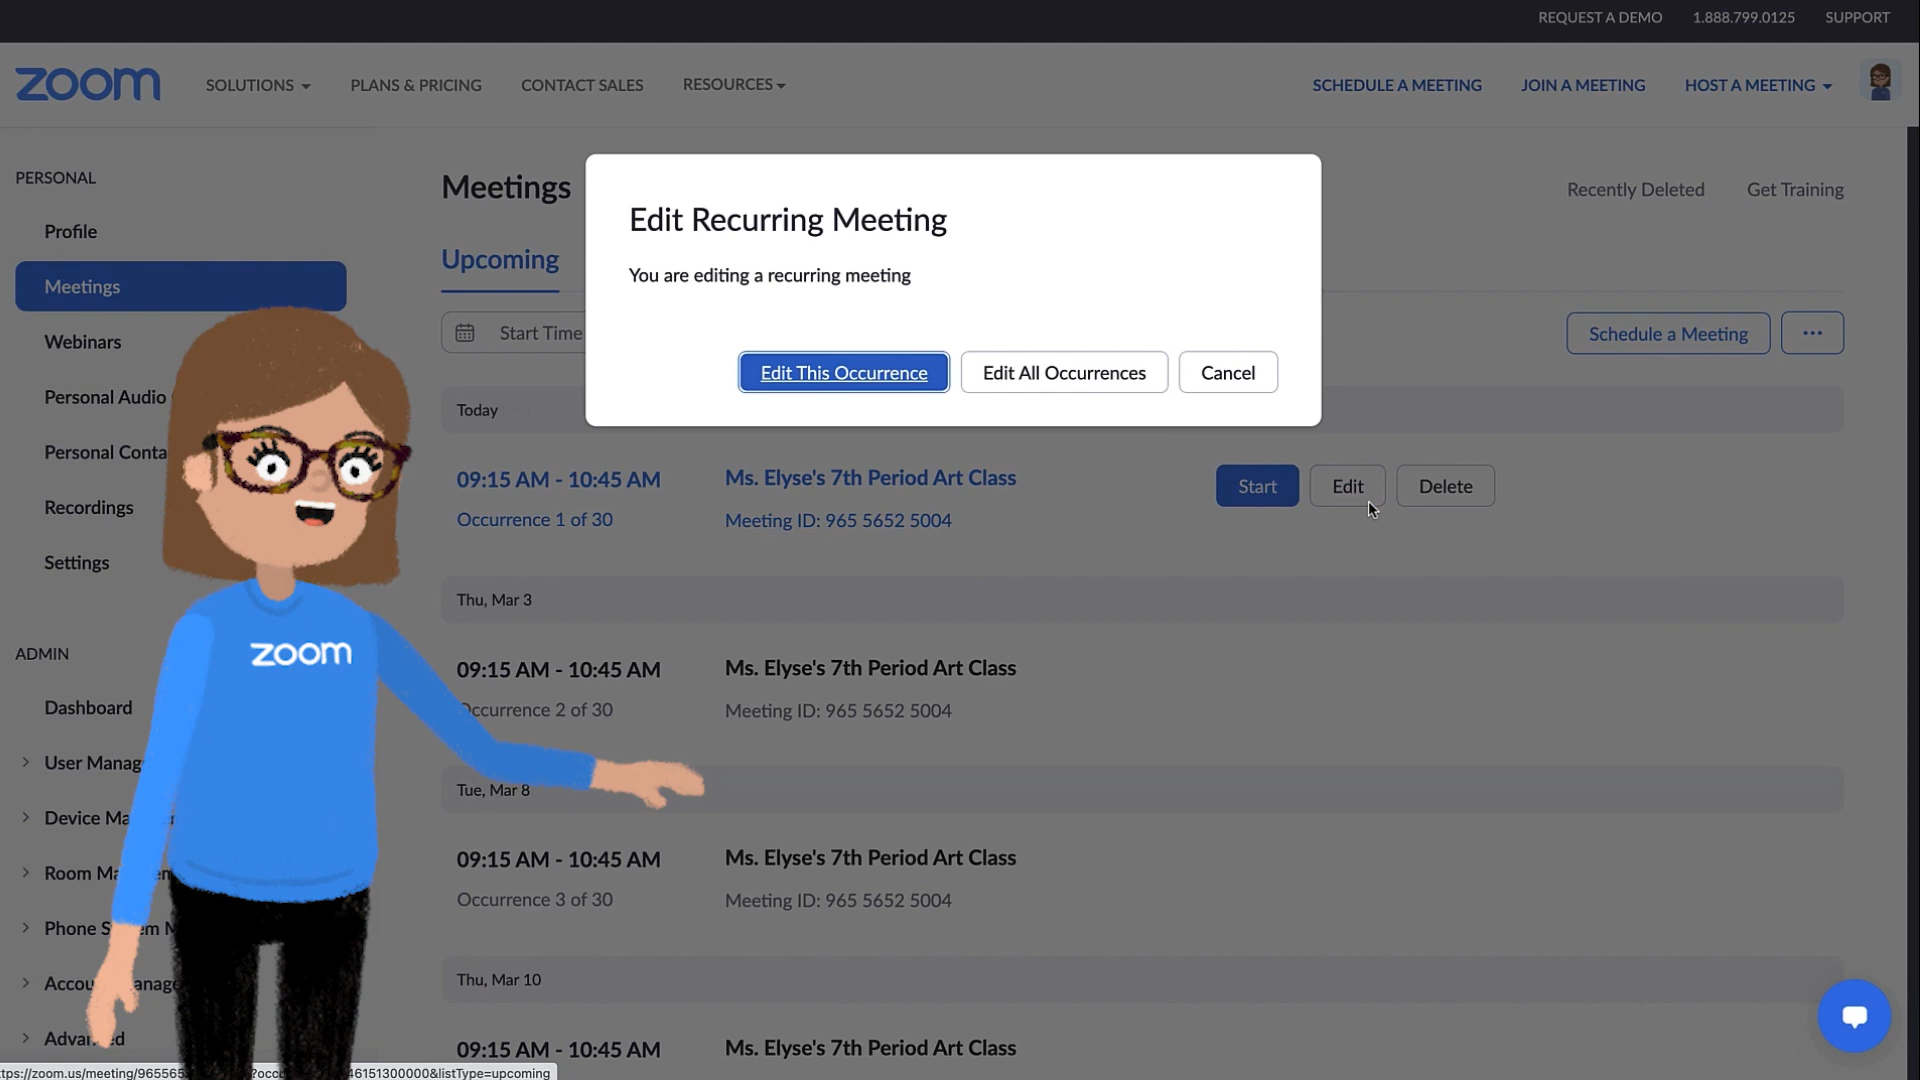 REQUEST A DEMO 1.888.799.0125 SUPPORT
zoom SOLUTIONS PLANS & PRICING CONTACT SALES RESOURCES SCHEDULE A MEETING JOIN A MEETING HOST A MEETING
PERSONAL
Profile
Meetings
Webinars
Personal Audio
Personal
Recordings
Settings
ADMIN
Dashboard
User
Device
Room
Phone
Advanced
zoom
Meetings
Recently Deleted Get Training
Upcoming
Start Time
Schedule a Meeting ...
Edit Recurring Meeting
You are editing a recurring meeting
Edit This Occurrence Edit All Occurrences Cancel
Today
09:15 AM - 10:45 AM Ms. Elyse's 7th Period Art Class Start Edit Delete
Occurrence 1 of 30 Meeting ID: 965 5652 5004
Thu, Mar 3
09:15 AM - 10:45 AM Ms. Elyse's 7th Period Art Class
Occurrence 2 of 30 Meeting ID: 965 5652 5004
Tue, Mar 8
09:15 AM - 10:45 AM Ms. Elyse's 7th Period Art Class
Occurrence 3 of 30 Meeting ID: 965 5652 5004
Thu, Mar 10
09:15 AM - 10:45 AM Ms. Elyse's 7th Period Art Class